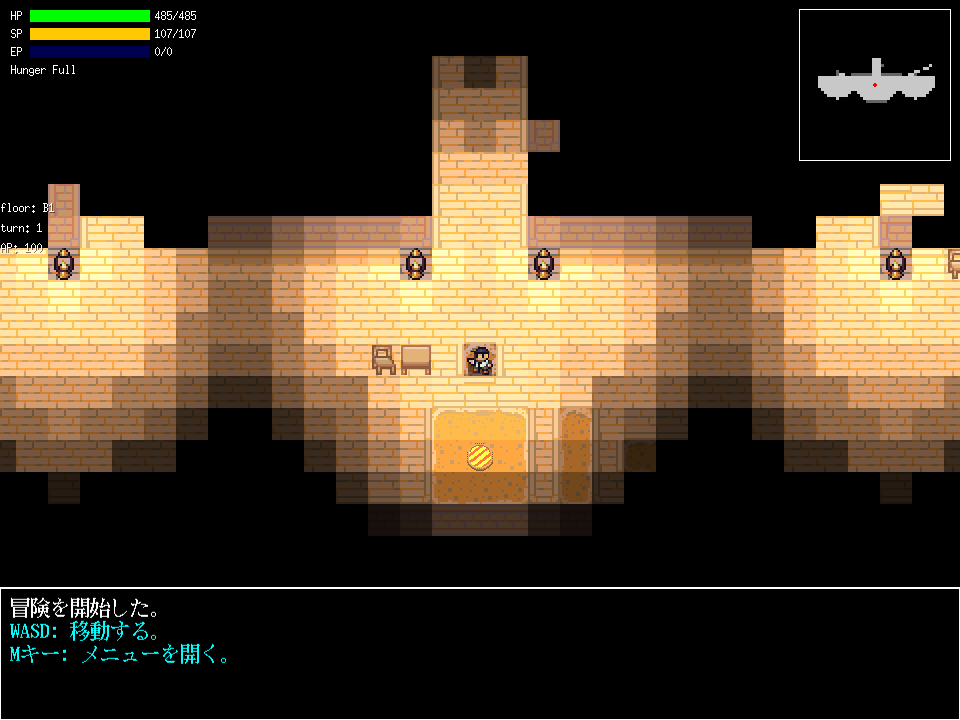 HP 485/485
SP 107/107
EP 0/0
Hunger Full
floor: B1
turn: 1
AP: 100
冒険を開始した。
WASD: 移動する。
Mキー: メニューを開く。